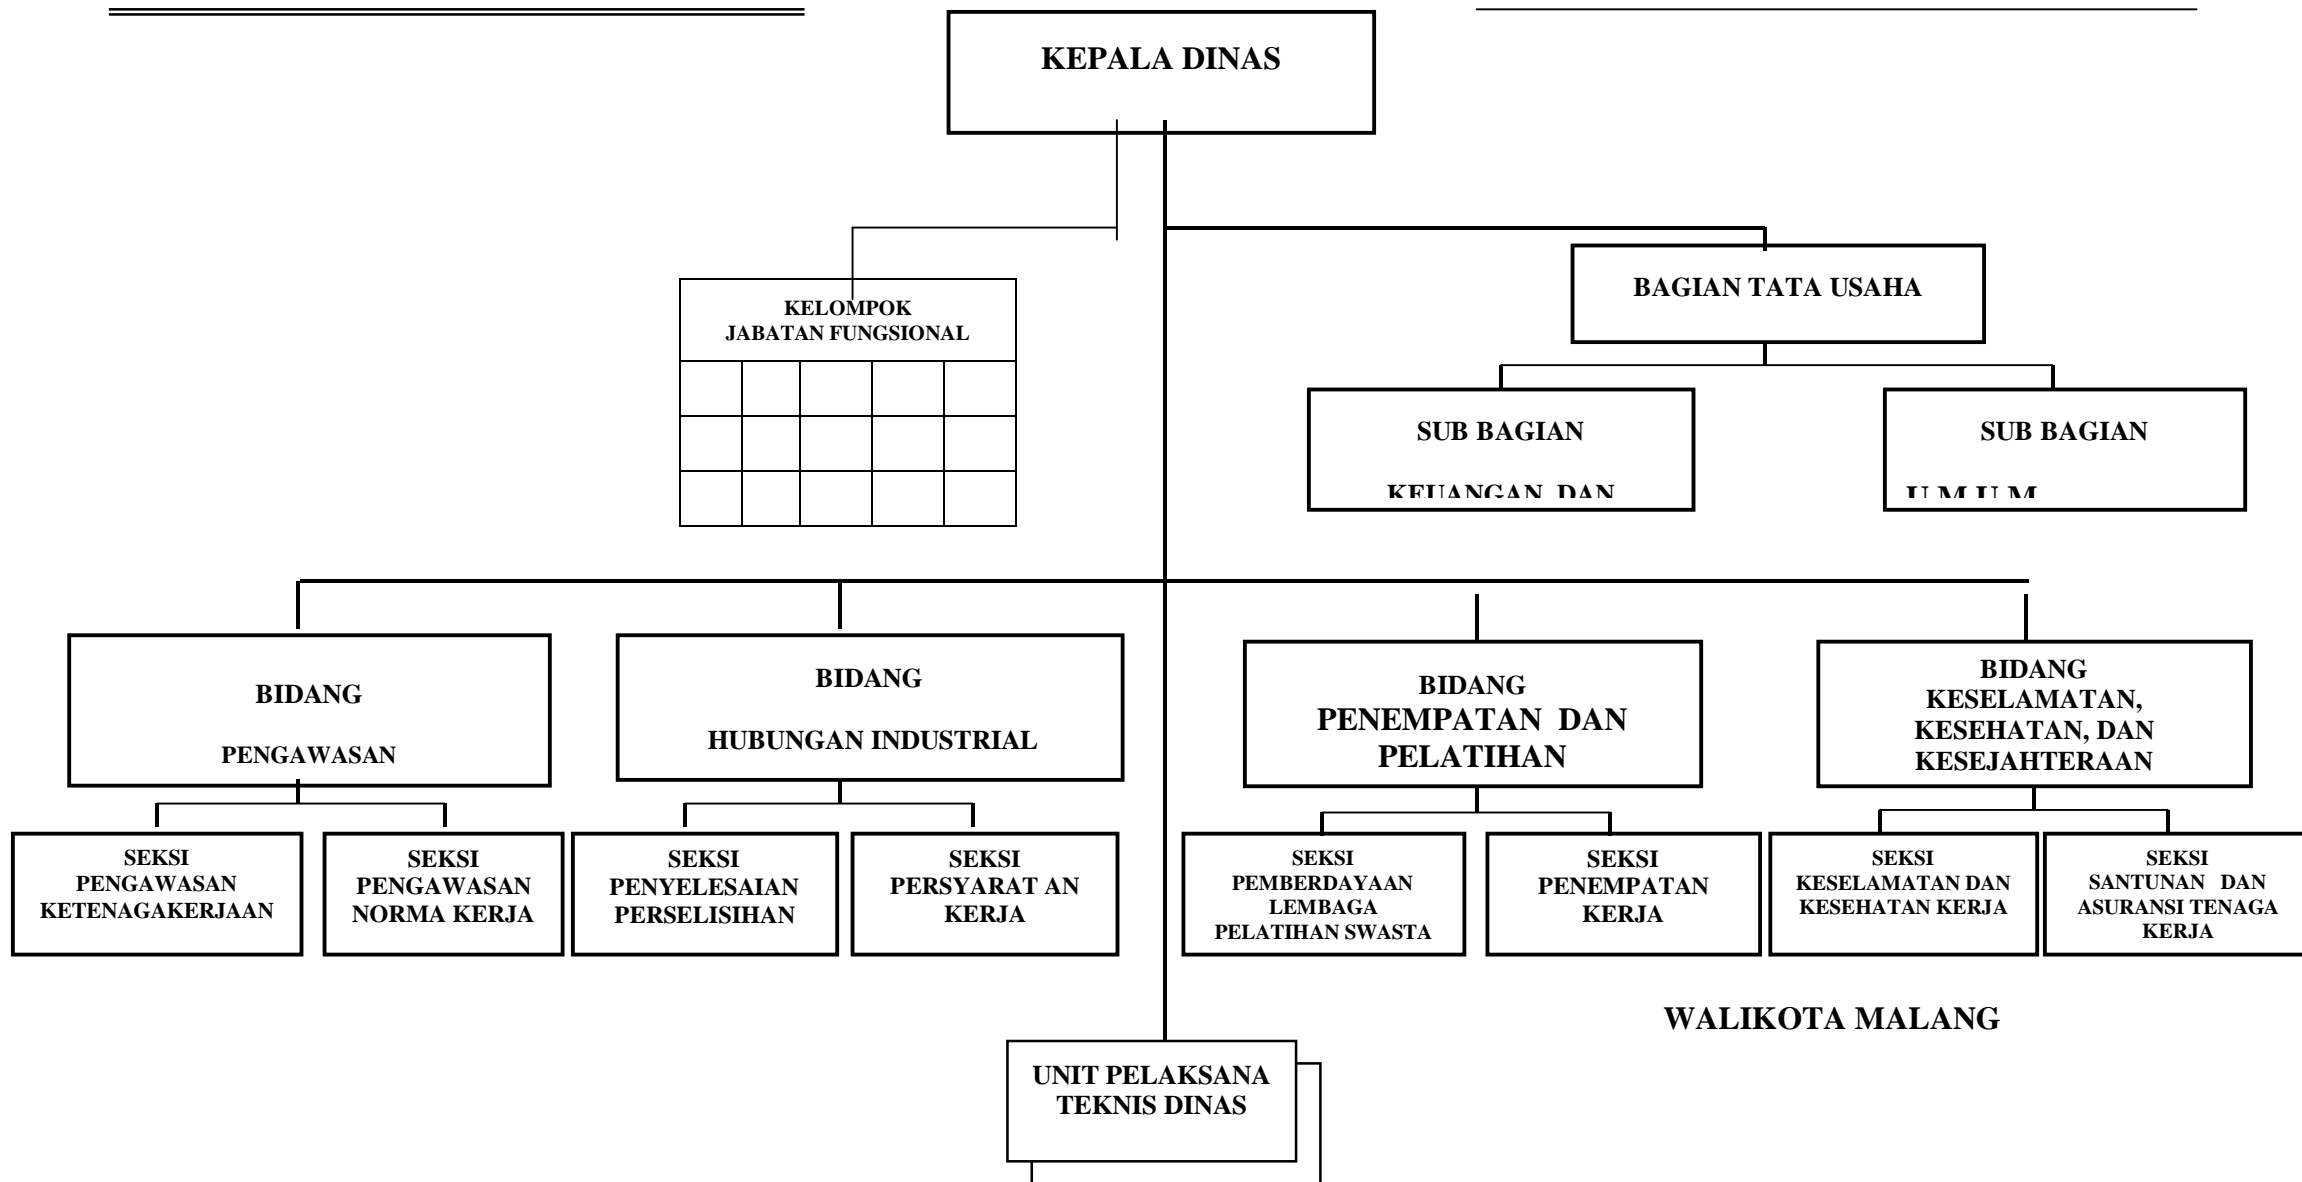 KEPALA DINAS
BAGIAN TATA USAHA
KELOMPOK
JABATAN FUNGSIONAL
SUB BAGIAN
KEUANGAN DAN
SUB BAGIAN
U M U M
BIDANG
PENGAWASAN
BIDANG
HUBUNGAN INDUSTRIAL
BIDANG
PENEMPATAN DAN
PELATIHAN
BIDANG
KESELAMATAN,
KESEHATAN, DAN
KESEJAHTERAAN
SEKSI
PENGAWASAN
KETENAGAKERJAAN
SEKSI
PENGAWASAN
NORMA KERJA
SEKSI
PENYELESAIAN
PERSELISIHAN
SEKSI
PERSYARAT AN
KERJA
SEKSI
PEMBERDAYAAN
LEMBAGA
PELATIHAN SWASTA
SEKSI
PENEMPATAN
KERJA
SEKSI
KESELAMATAN DAN
KESEHATAN KERJA
SEKSI
SANTUNAN DAN
ASURANSI TENAGA
KERJA
WALIKOTA MALANG
UNIT PELAKSANA
TEKNIS DINAS